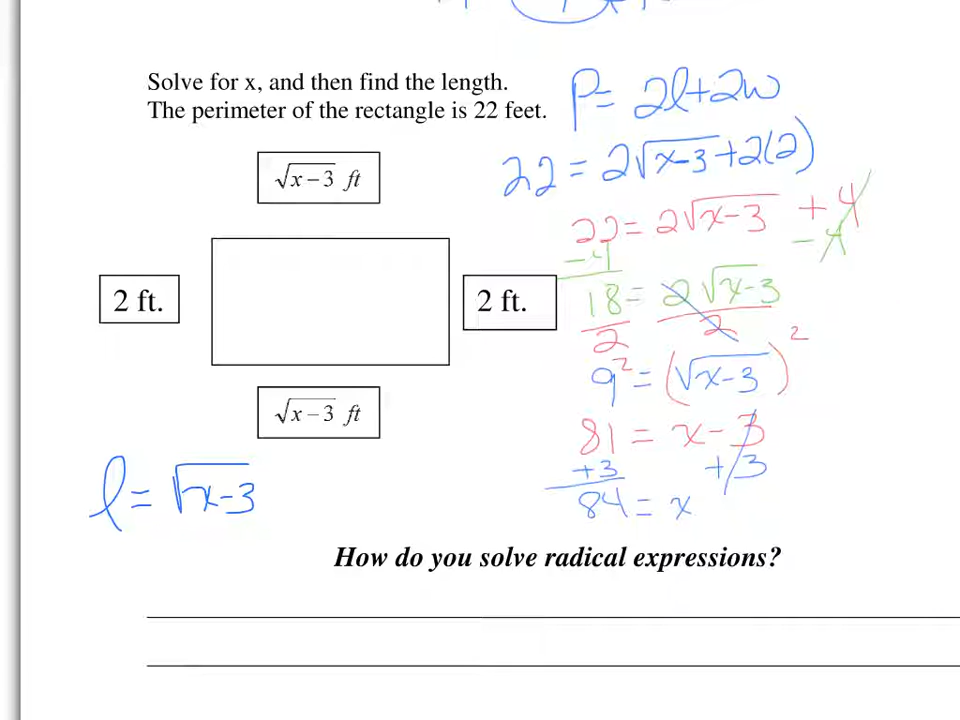 Solve for x, and then find the length.
The perimeter of the rectangle is 22 feet.
P = 2l + 2w
22 = 2√x-3 + 2(2)
√x − 3 ft
22 = 2√x-3 + 4
-4 -4
2 ft.
2 ft.
18 = 2√x-3
2 2
9² = (√x-3)²
√x − 3 ft
81 = x - 3
+3 +3
l = √x-3
84 = x
How do you solve radical expressions?